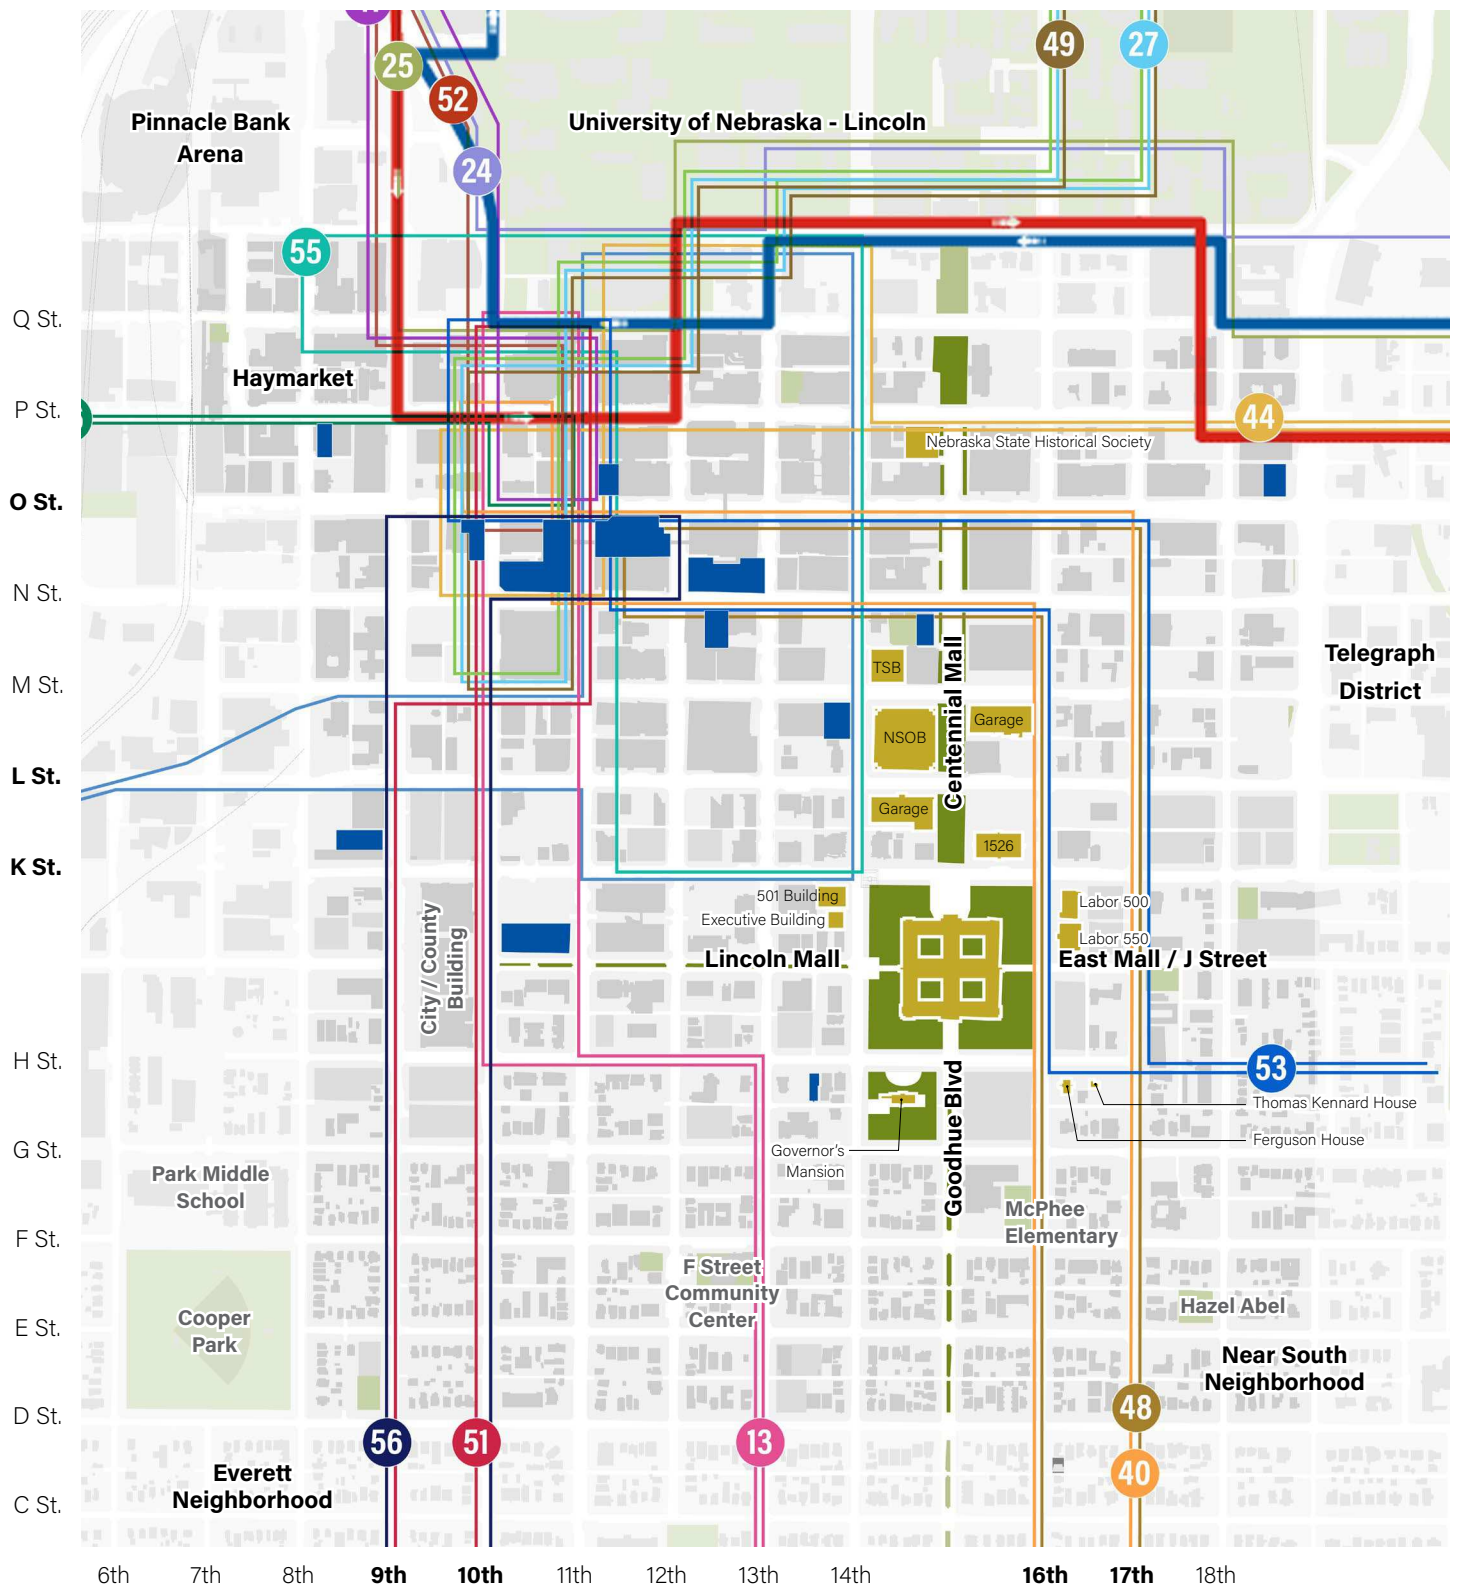 25
52
24
49
27
Pinnacle Bank
Arena
University of Nebraska - Lincoln
55
Q St.
Haymarket
P St.
44
Nebraska State Historical Society
O St.
N St.
Telegraph
District
M St.
TSB
Centennial Mall
Garage
NSOB
L St.
Garage
1526
K St.
501 Building
Executive Building
Labor 500
Labor 550
City / County
Building
Lincoln Mall
East Mall / J Street
H St.
53
Thomas Kennard House
Ferguson House
G St.
Governor's
Mansion
Goodhue Blvd
Park Middle
School
McPhee
Elementary
F St.
F Street
Community
Center
Cooper
Park
Hazel Abel
E St.
Near South
Neighborhood
D St.
48
56
51
13
40
Everett
Neighborhood
C St.
6th
7th
8th
9th
10th
11th
12th
13th
14th
16th
17th
18th